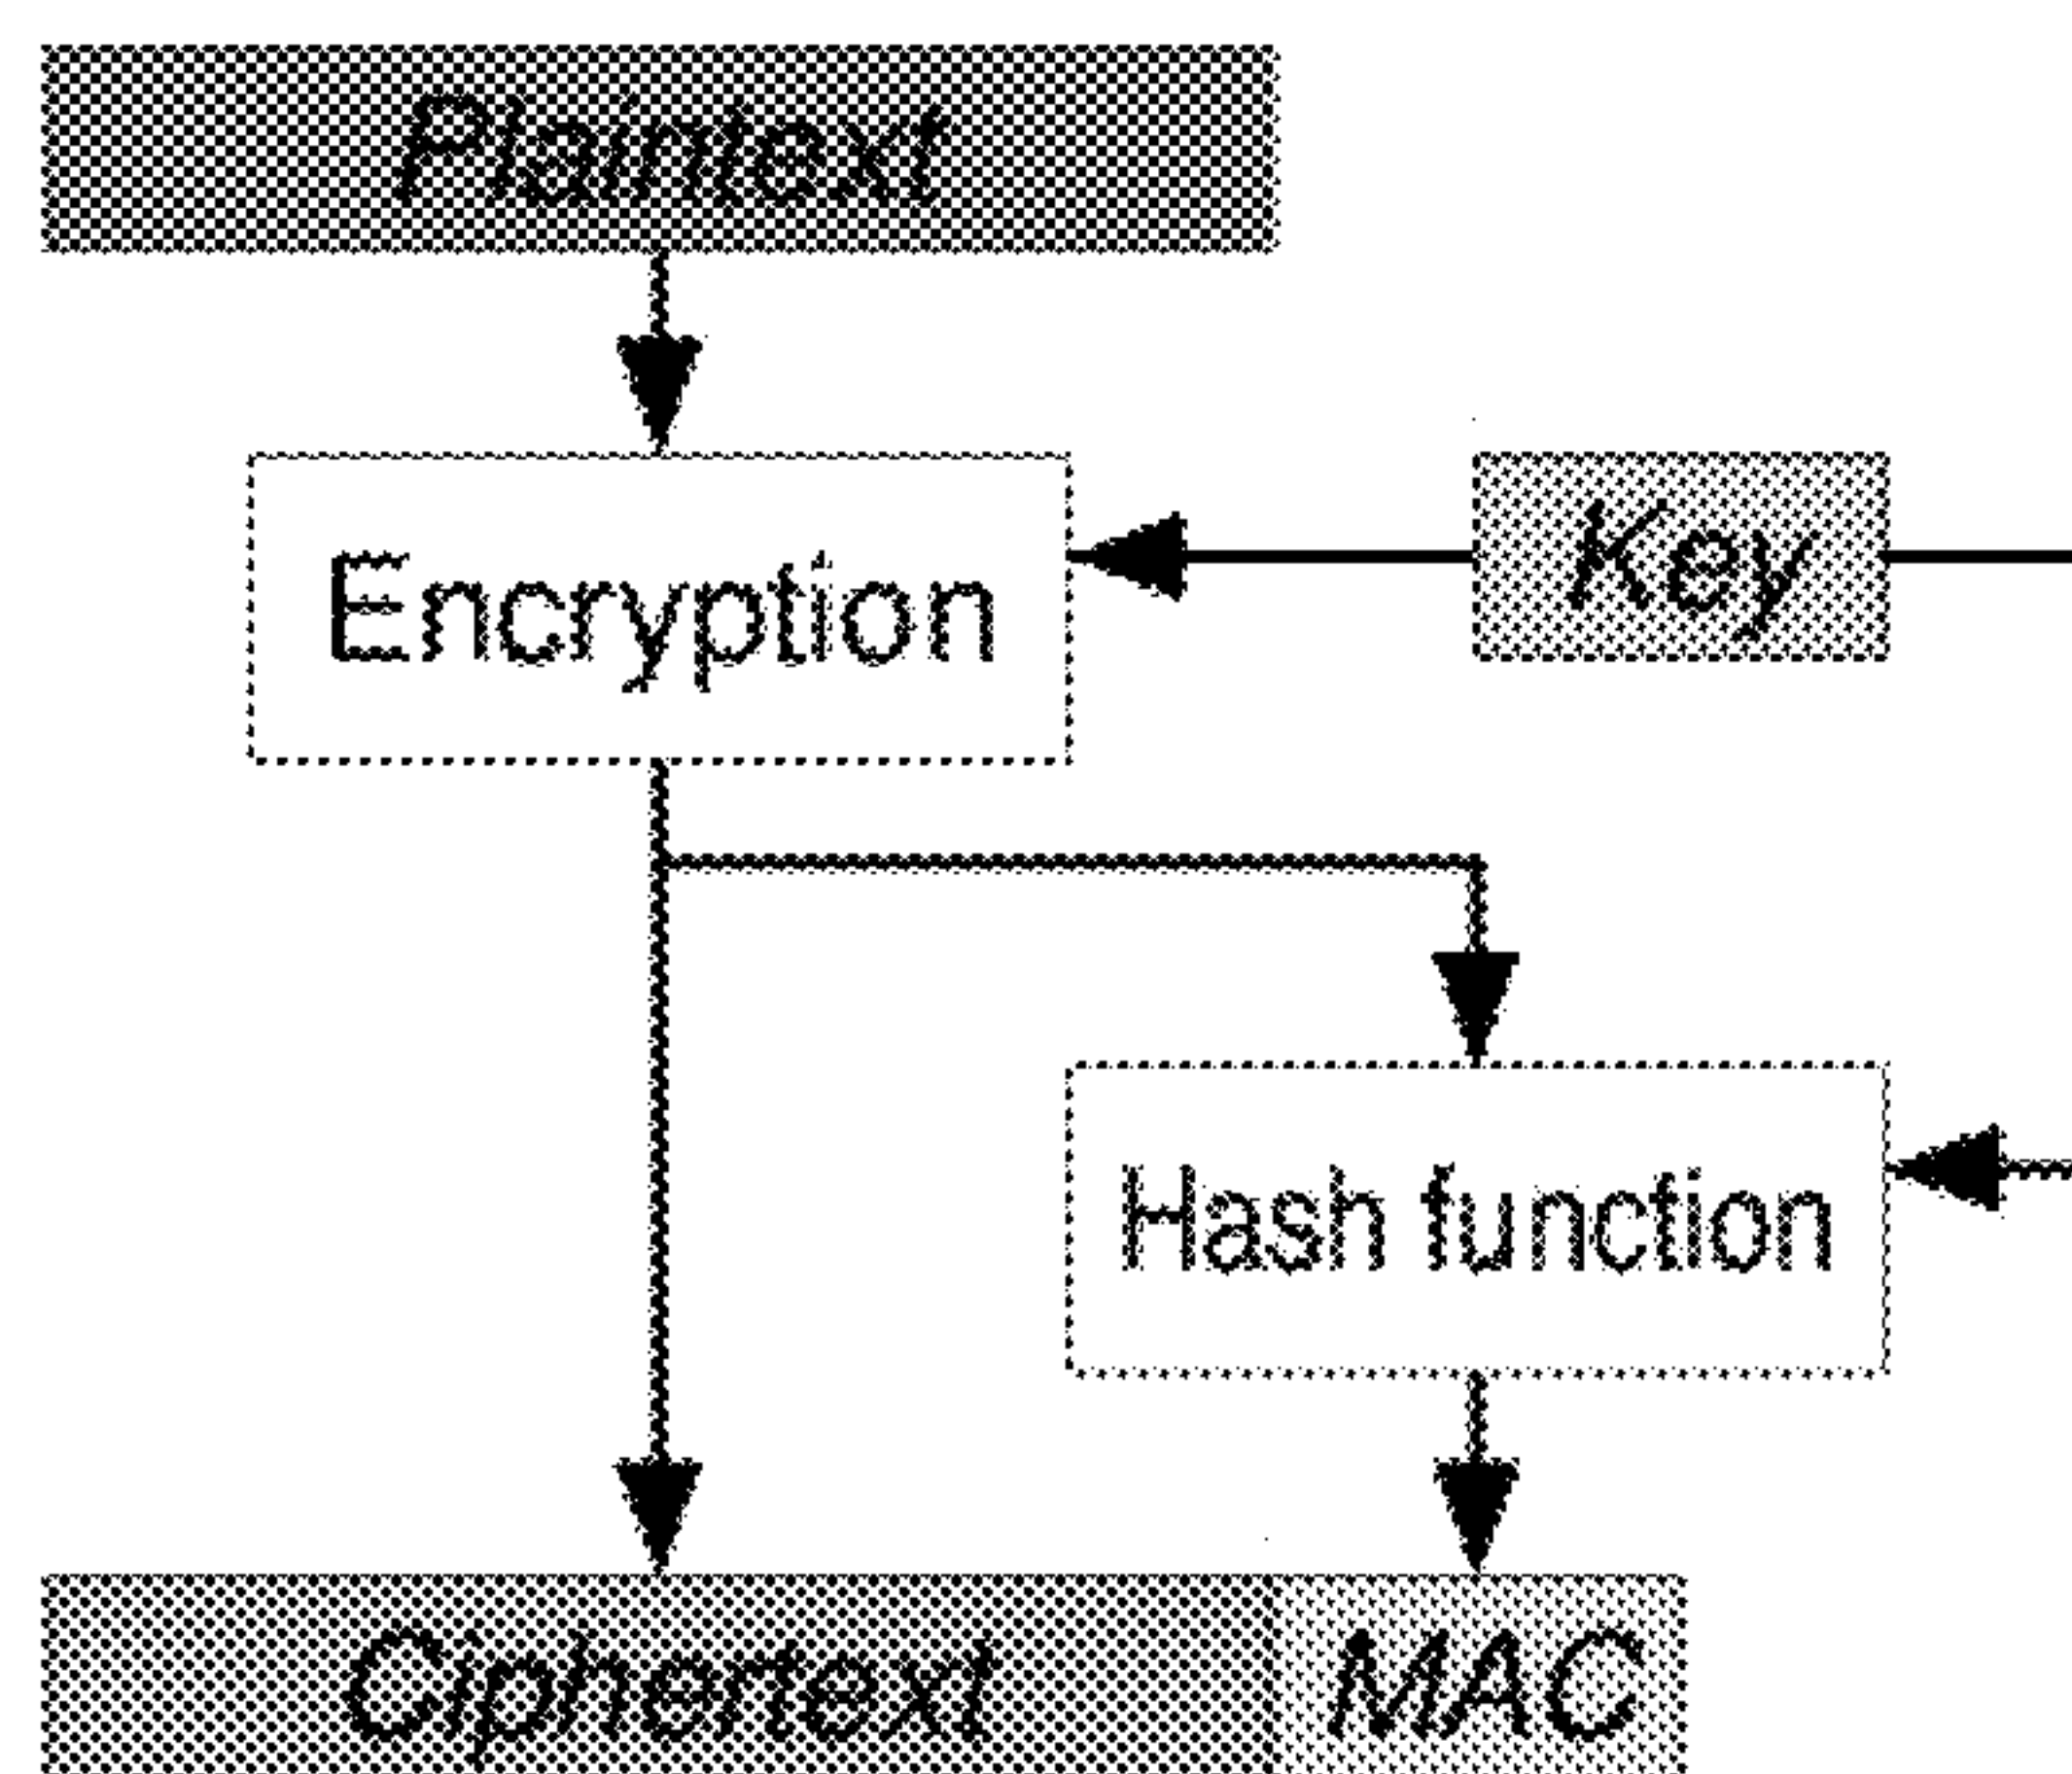 Plaintext
Encryption
Key
Hash function
Ciphertext
MAC